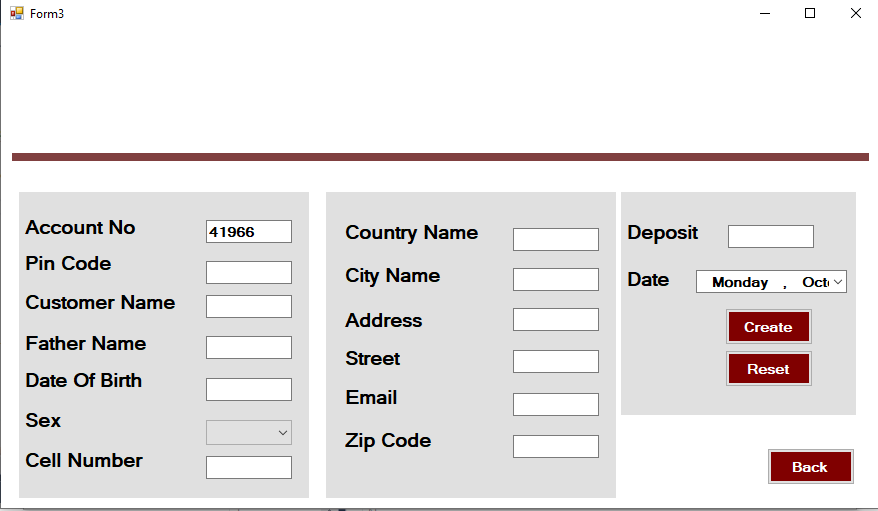 Form3
Account No 41966
Pin Code
Customer Name
Father Name
Date Of Birth
Sex
Cell Number
Country Name
City Name
Address
Street
Email
Zip Code
Deposit
Date Monday , Oct
Create
Reset
Back